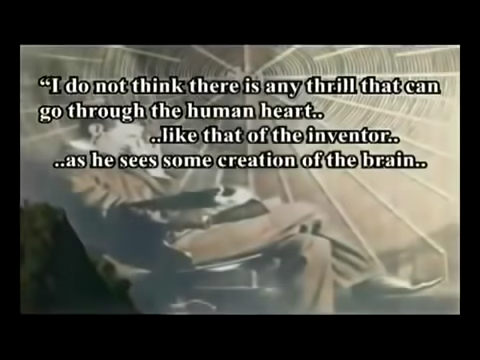 “I do not think there is any thrill that can
go through the human heart..
..like that of the inventor..
..as he sees some creation of the brain..